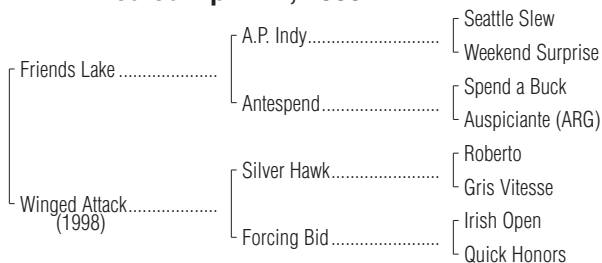 Seattle Slew
A.P. Indy
Weekend Surprise
Friends Lake
Spend a Buck
Antespend
Auspiciante (ARG)
Roberto
Silver Hawk
Gris Vitesse
Winged Attack
(1998)
Irish Open
Forcing Bid
Quick Honors